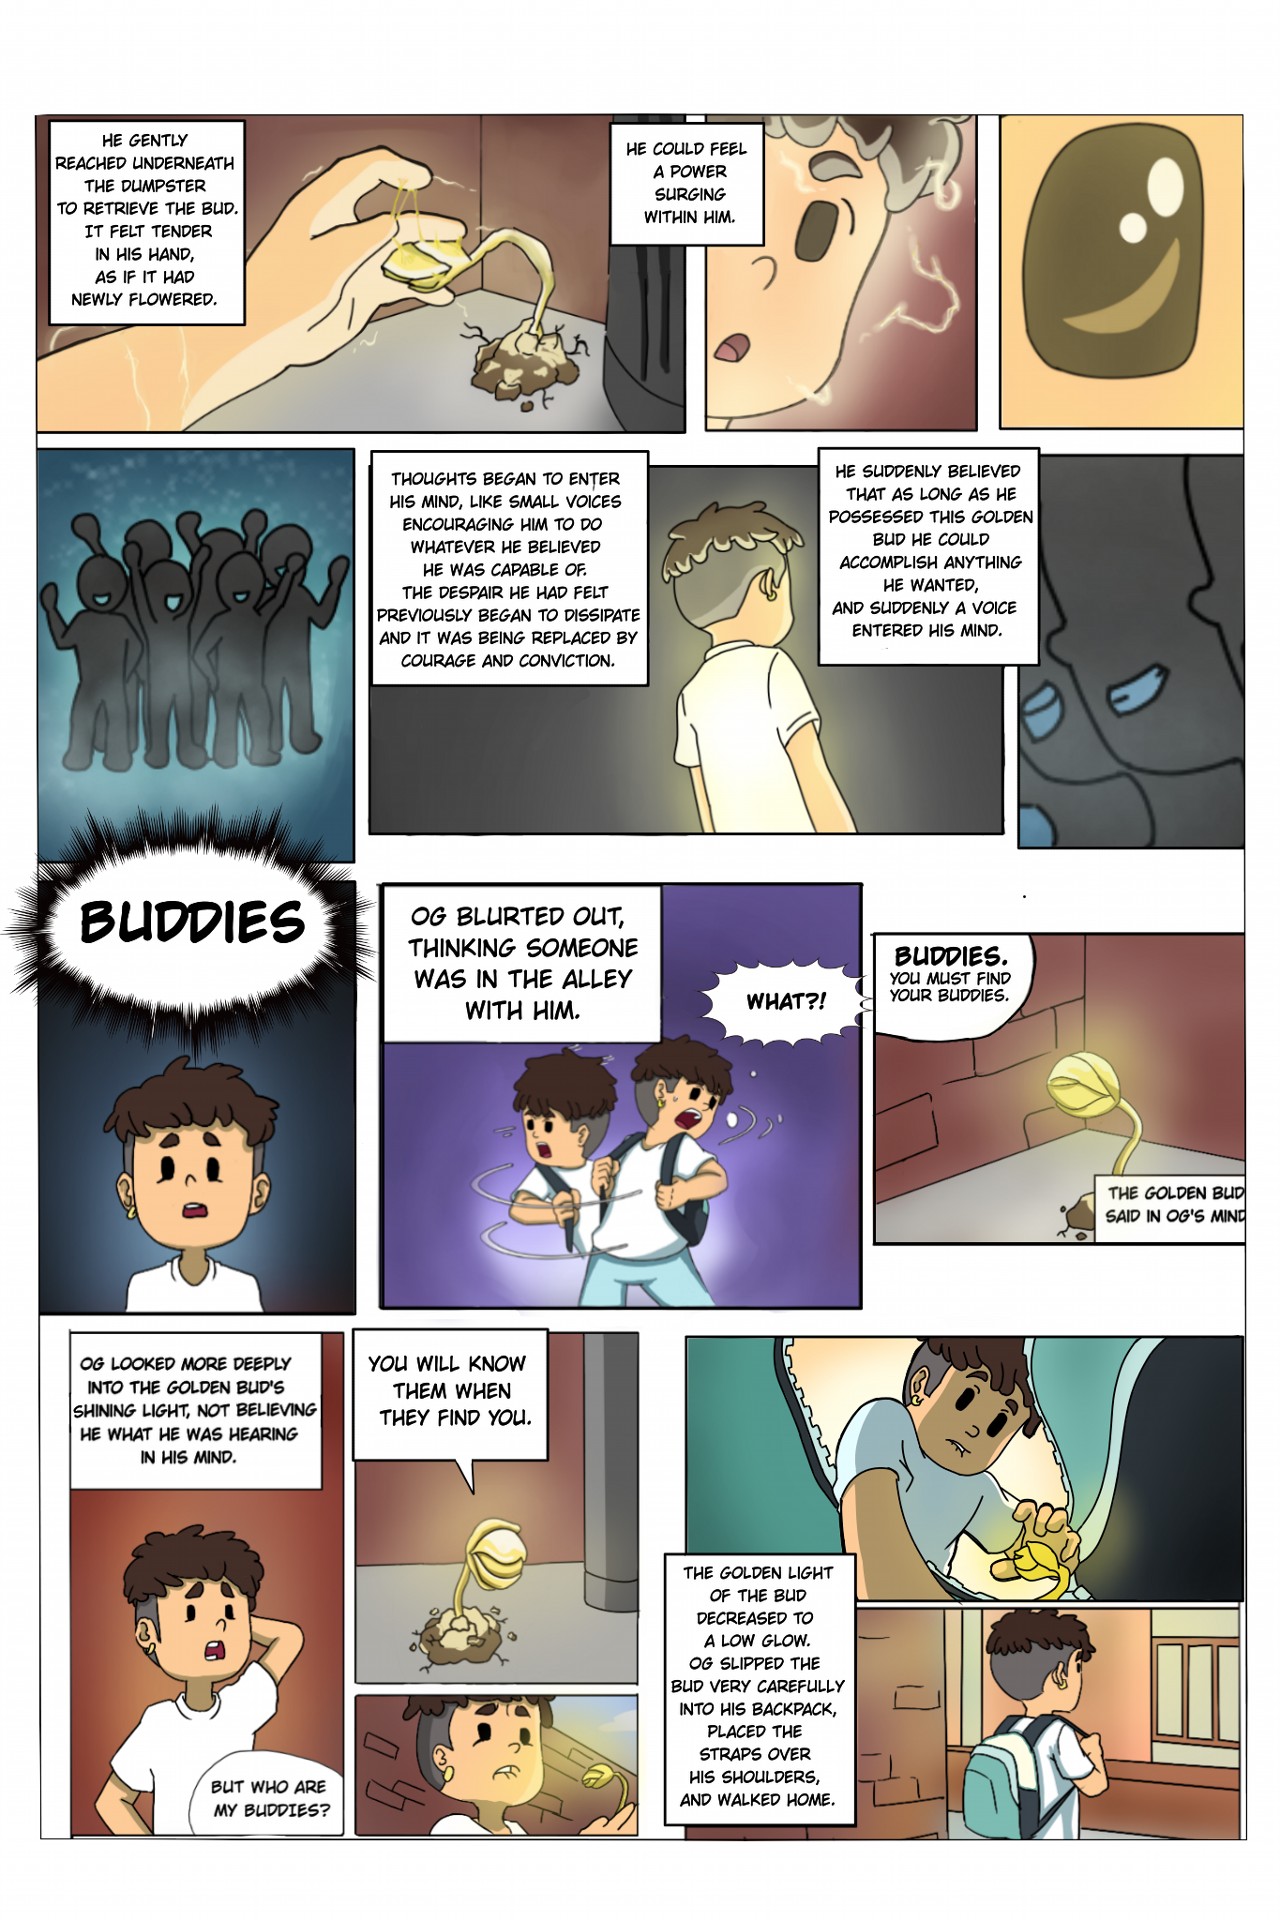 HE GENTLY
REACHED UNDERNEATH
THE DUMPSTER
TO RETRIEVE THE BUD.
IT FELT TENDER
IN HIS HAND,
AS IF IT HAD
NEWLY FLOWERED.
HE COULD FEEL
A POWER
SURGING
WITHIN HIM.
THOUGHTS BEGAN TO ENTER
HIS MIND, LIKE SMALL VOICES
ENCOURAGING HIM TO DO
WHATEVER HE BELIEVED
HE WAS CAPABLE OF.
THE DESPAIR HE HAD FELT
PREVIOUSLY BEGAN TO DISSIPATE
AND IT WAS BEING REPLACED BY
COURAGE AND CONVICTION.
HE SUDDENLY BELIEVED
THAT AS LONG AS HE
POSSESSED THIS GOLDEN
BUD HE COULD
ACCOMPLISH ANYTHING
HE WANTED,
AND SUDDENLY A VOICE
ENTERED HIS MIND.
BUDDIES
OG BLURTED OUT,
THINKING SOMEONE
WAS IN THE ALLEY
WITH HIM.
WHAT?!
BUDDIES.
YOU MUST FIND
YOUR BUDDIES.
THE GOLDEN BUD
SAID IN OG'S MIND
OG LOOKED MORE DEEPLY
INTO THE GOLDEN BUD'S
SHINING LIGHT, NOT BELIEVING
HE WHAT HE WAS HEARING
IN HIS MIND.
BUT WHO ARE
MY BUDDIES?
YOU WILL KNOW
THEM WHEN
THEY FIND YOU.
THE GOLDEN LIGHT
OF THE BUD
DECREASED TO
A LOW GLOW.
OG SLIPPED THE
BUD VERY CAREFULLY
INTO HIS BACKPACK,
PLACED THE
STRAPS OVER
HIS SHOULDERS,
AND WALKED HOME.